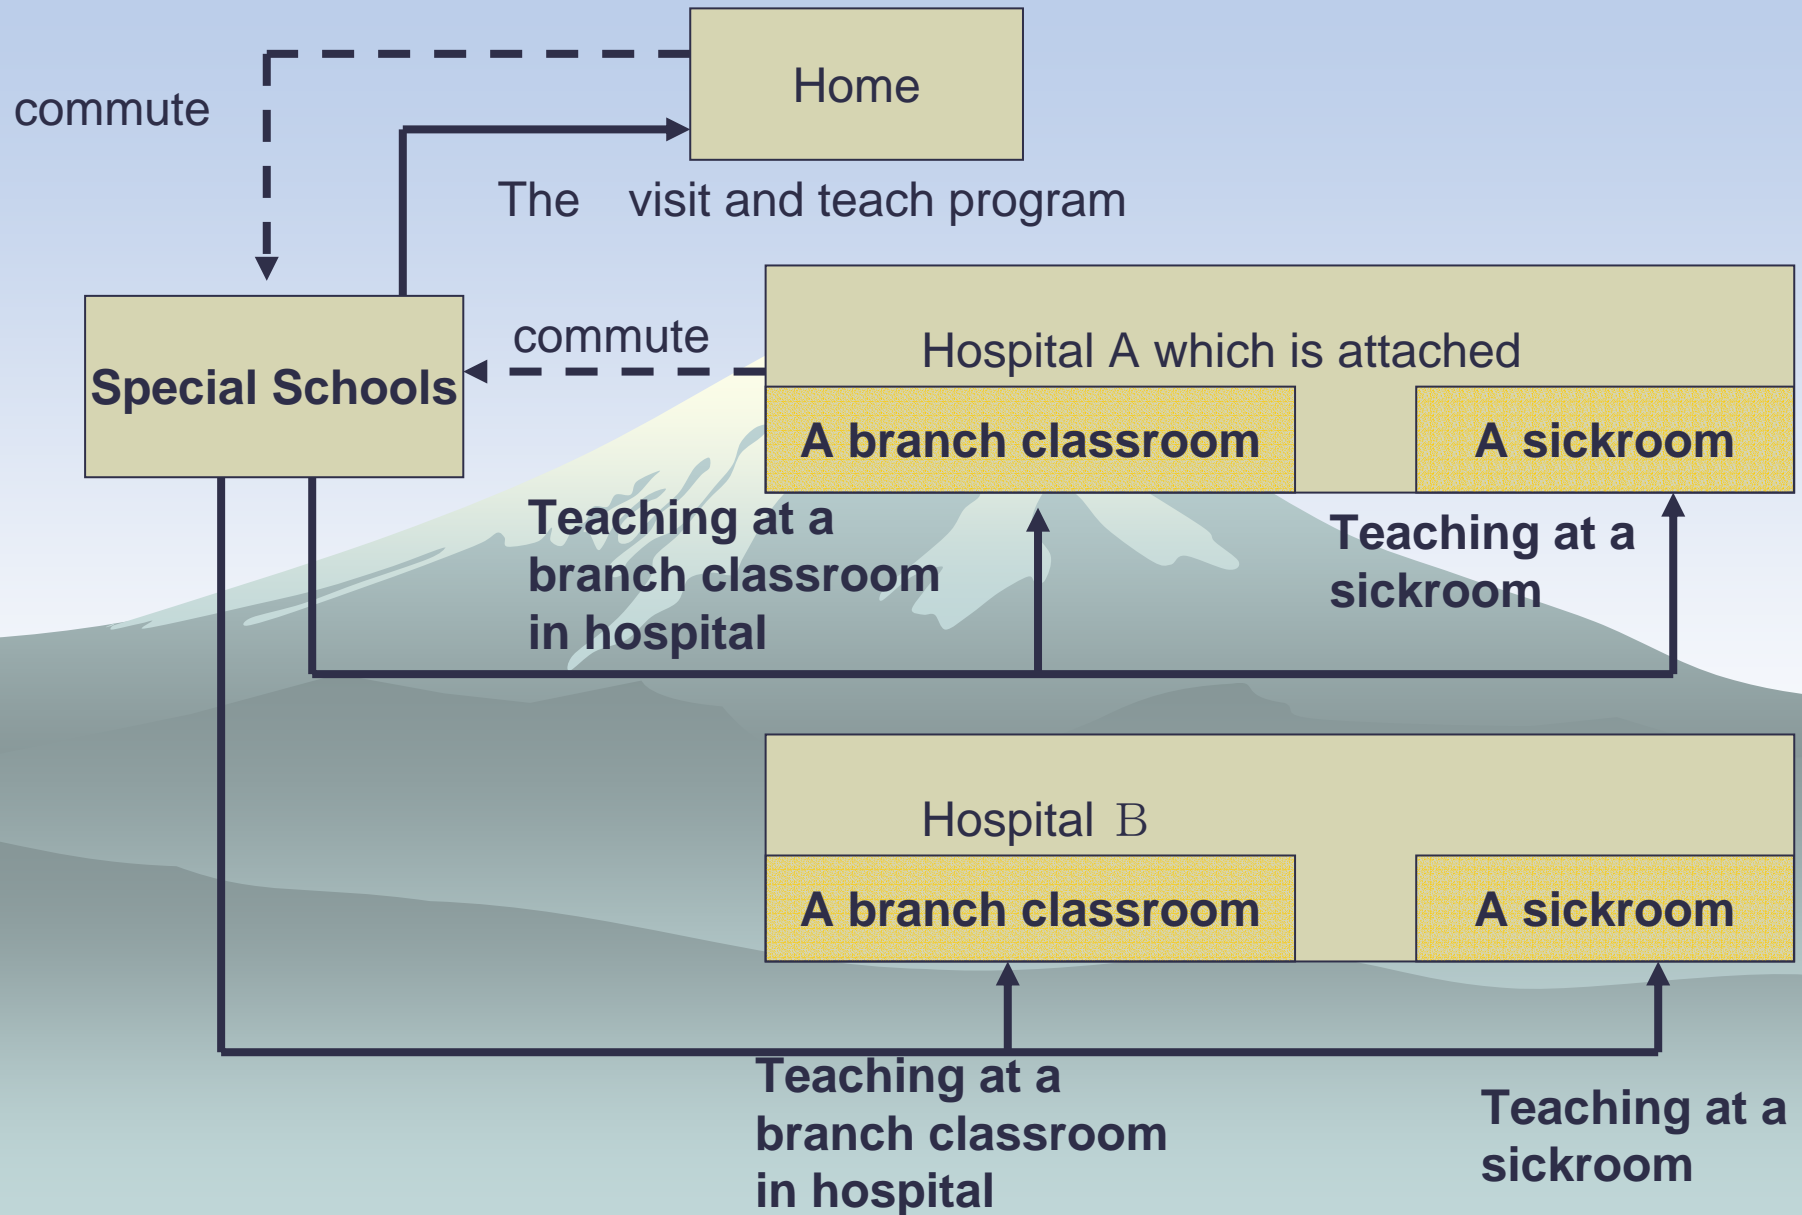 Home
commute
The visit and teach program
commute
Hospital A which is attached
Special Schools
A branch classroom
A sickroom
Teaching at a
branch classroom
in hospital
Teaching at a
sickroom
Hospital B
A branch classroom
A sickroom
Teaching at a
branch classroom
in hospital
Teaching at a
sickroom